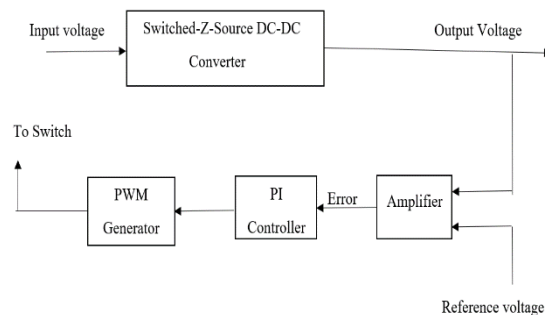 Input voltage
Switched-Z-Source DC-DC
Converter
Output Voltage
To Switch
PWM
Generator
PI
Controller
Error
Amplifier
Reference voltage